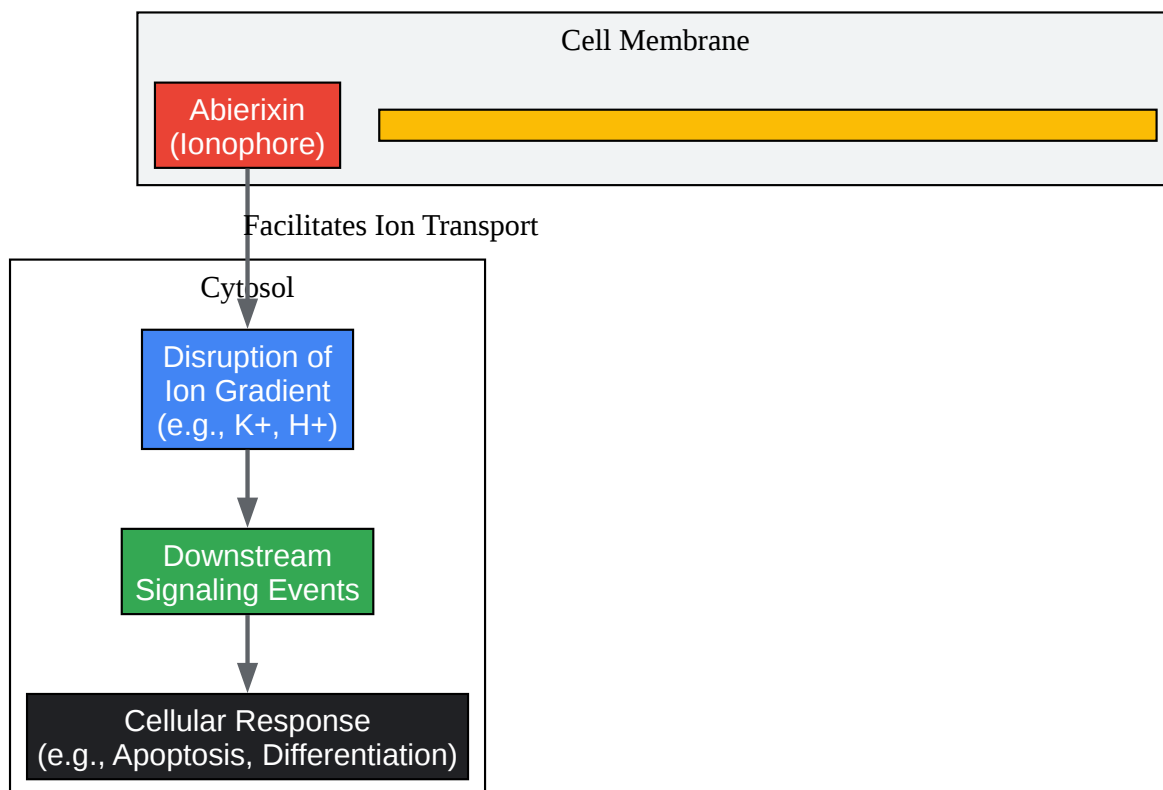 Cell Membrane
Abierixin
(Ionophore)
Facilitates Ion Transport
Cytosol
Disruption of
Ion Gradient
(e.g., K+, H+)
Downstream
Signaling Events
Cellular Response
(e.g., Apoptosis, Differentiation)